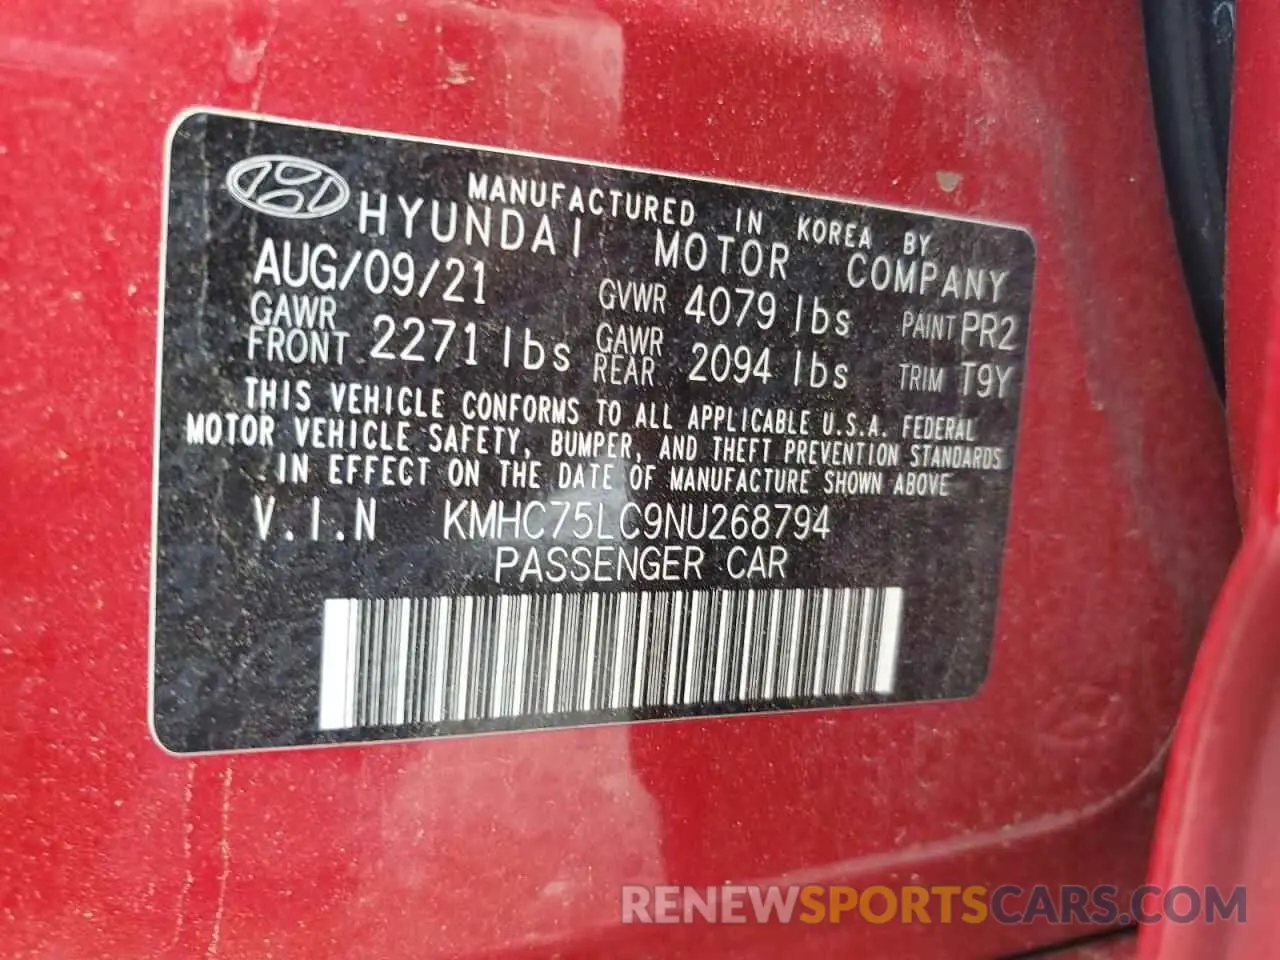 MANUFACTURED IN KOREA BY
HYUNDAI MOTOR COMPANY
AUG/09/21 GVWR 4079 lbs PAINT PR2
GAWR FRONT 2271 lbs GAWR REAR 2094 lbs TRIM T9Y
THIS VEHICLE CONFORMS TO ALL APPLICABLE U.S.A. FEDERAL
MOTOR VEHICLE SAFETY, BUMPER, AND THEFT PREVENTION STANDARDS
IN EFFECT ON THE DATE OF MANUFACTURE SHOWN ABOVE
V.I.N KMHC75LC9NU268794
PASSENGER CAR
RENEWSPORTSCARS.COM